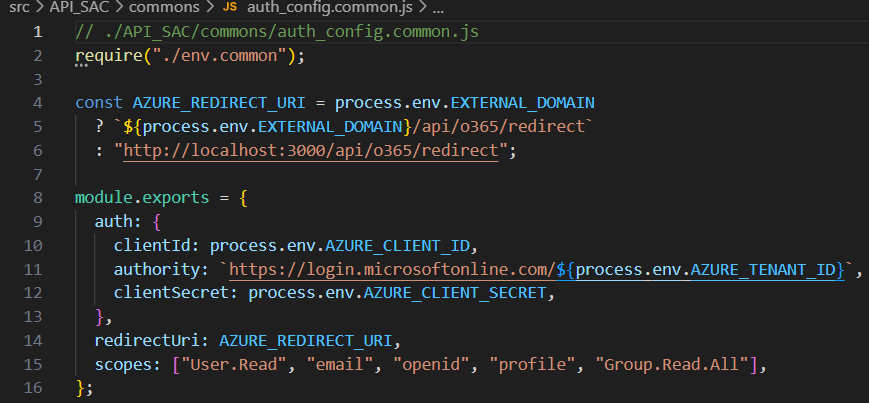 src > API_SAC > commons > JS auth_config.common.js > ...
1 // ./API_SAC/commons/auth_config.common.js
2 require("./env.common");
3
4 const AZURE_REDIRECT_URI = process.env.EXTERNAL_DOMAIN
5   ? `${process.env.EXTERNAL_DOMAIN}/api/o365/redirect`
6   : "http://localhost:3000/api/o365/redirect";
7
8 module.exports = {
9   auth: {
10     clientId: process.env.AZURE_CLIENT_ID,
11     authority: `https://login.microsoftonline.com/${process.env.AZURE_TENANT_ID}`,
12     clientSecret: process.env.AZURE_CLIENT_SECRET,
13   },
14   redirectUri: AZURE_REDIRECT_URI,
15   scopes: ["User.Read", "email", "openid", "profile", "Group.Read.All"],
16 };